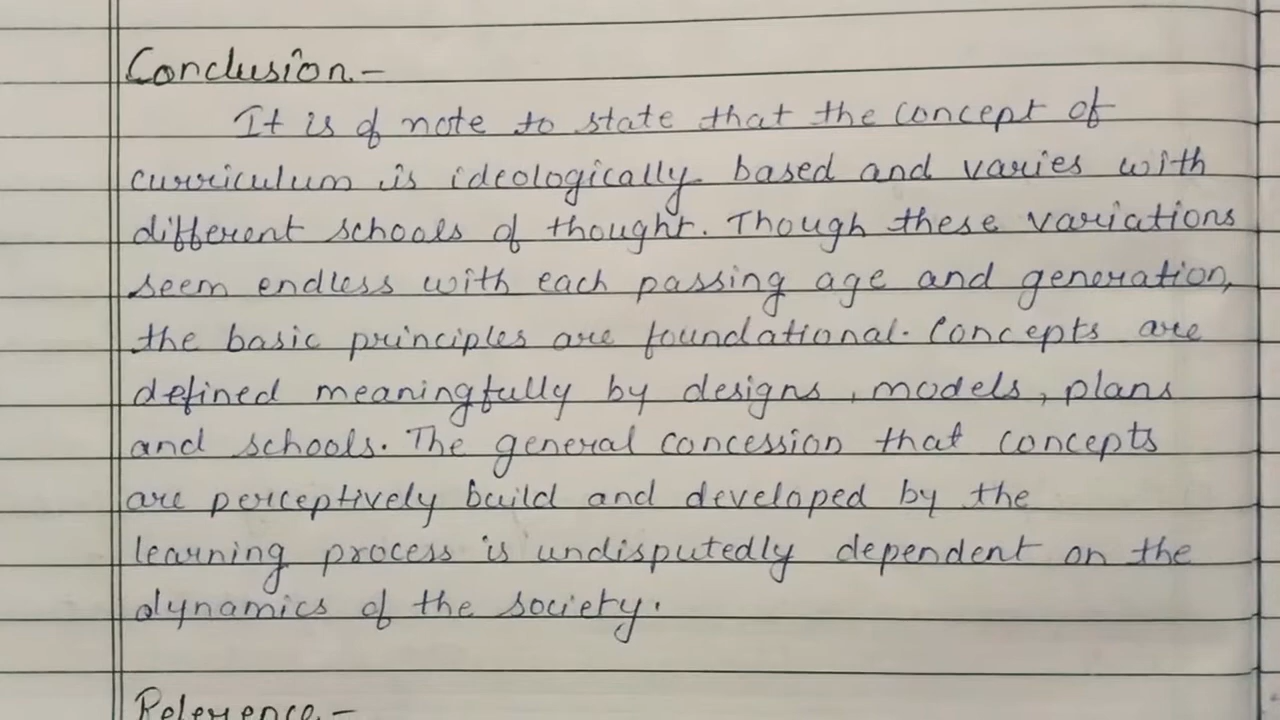 Conclusion.-
It is of note to state that the concept of
curriculum is ideologically based and varies with
different schools of thought. Though these variations
seem endless with each passing age and generation,
the basic principles are foundational. Concepts are
defined meaningfully by designs, models, plans
and schools. The general concession that concepts
are perceptively build and developed by the
learning process is undisputedly dependent on the
dynamics of the society.
Reference.-